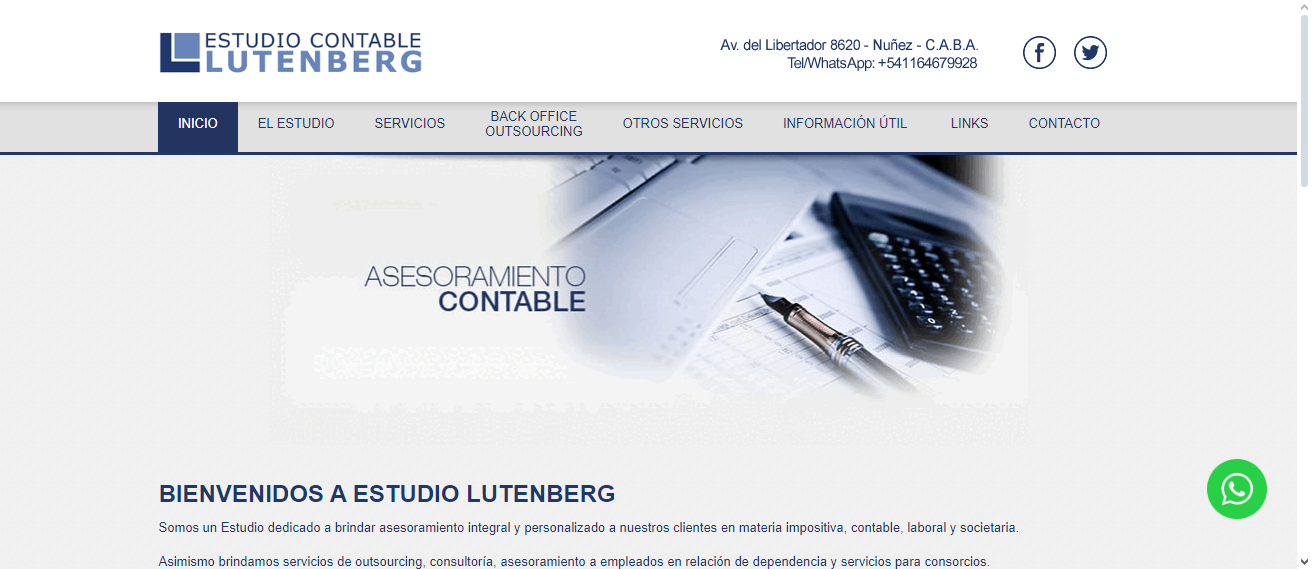 ESTUDIO CONTABLE
LUTENBERG
Av. del Libertador 8620 - Nuñez - C.A.B.A.
Tel/WhatsApp: +541164679928
INICIO
EL ESTUDIO
SERVICIOS
BACK OFFICE
OUTSOURCING
OTROS SERVICIOS
INFORMACIÓN ÚTIL
LINKS
CONTACTO
ASESORAMIENTO
CONTABLE
BIENVENIDOS A ESTUDIO LUTENBERG
Somos un Estudio dedicado a brindar asesoramiento integral y personalizado a nuestros clientes en materia impositiva, contable, laboral y societaria.
Asimismo brindamos servicios de outsourcing, consultoría, asesoramiento a empleados en relación de dependencia y servicios para consorcios.